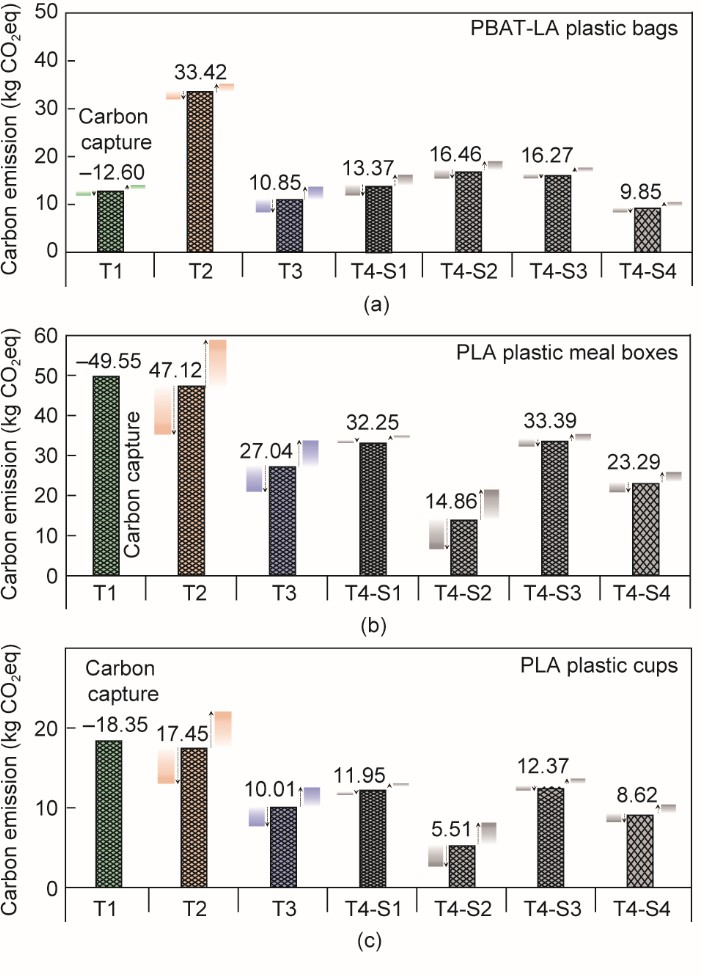 Carbon emission (kg CO₂eq)
50
40
30
20
10
0
PBAT-LA plastic bags
Carbon
capture
−12.60
33.42
10.85
13.37
16.46
16.27
9.85
T1 T2 T3 T4-S1 T4-S2 T4-S3 T4-S4
(a)
Carbon emission (kg CO₂eq)
60
50
40
30
20
10
0
PLA plastic meal boxes
−49.55
Carbon capture
47.12
27.04
32.25
14.86
33.39
23.29
T1 T2 T3 T4-S1 T4-S2 T4-S3 T4-S4
(b)
Carbon emission (kg CO₂eq)
20
10
0
PLA plastic cups
Carbon
capture
−18.35
17.45
10.01
11.95
5.51
12.37
8.62
T1 T2 T3 T4-S1 T4-S2 T4-S3 T4-S4
(c)